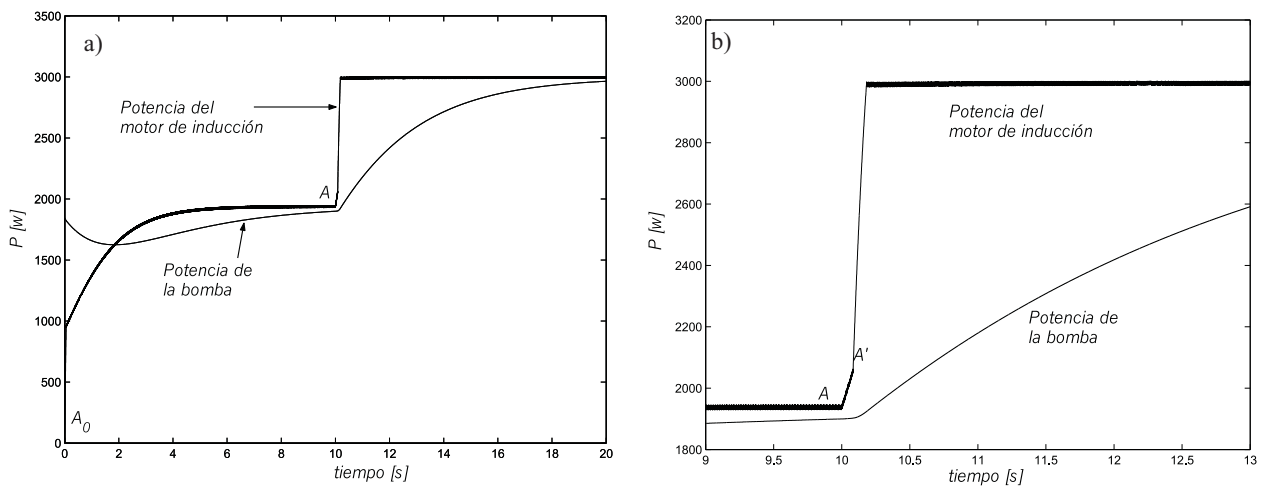 a)
3500
3000
2500
2000
1500
1000
500
0
P [w]
Potencia del
motor de inducción
A
Potencia de
la bomba
A0
0 2 4 6 8 10 12 14 16 18 20
tiempo [s]
b)
3200
3000
2800
2600
2400
2200
2000
1800
P [w]
Potencia del
motor de inducción
Potencia de
la bomba
A'
A
9 9.5 10 10.5 11 11.5 12 12.5 13
tiempo [s]